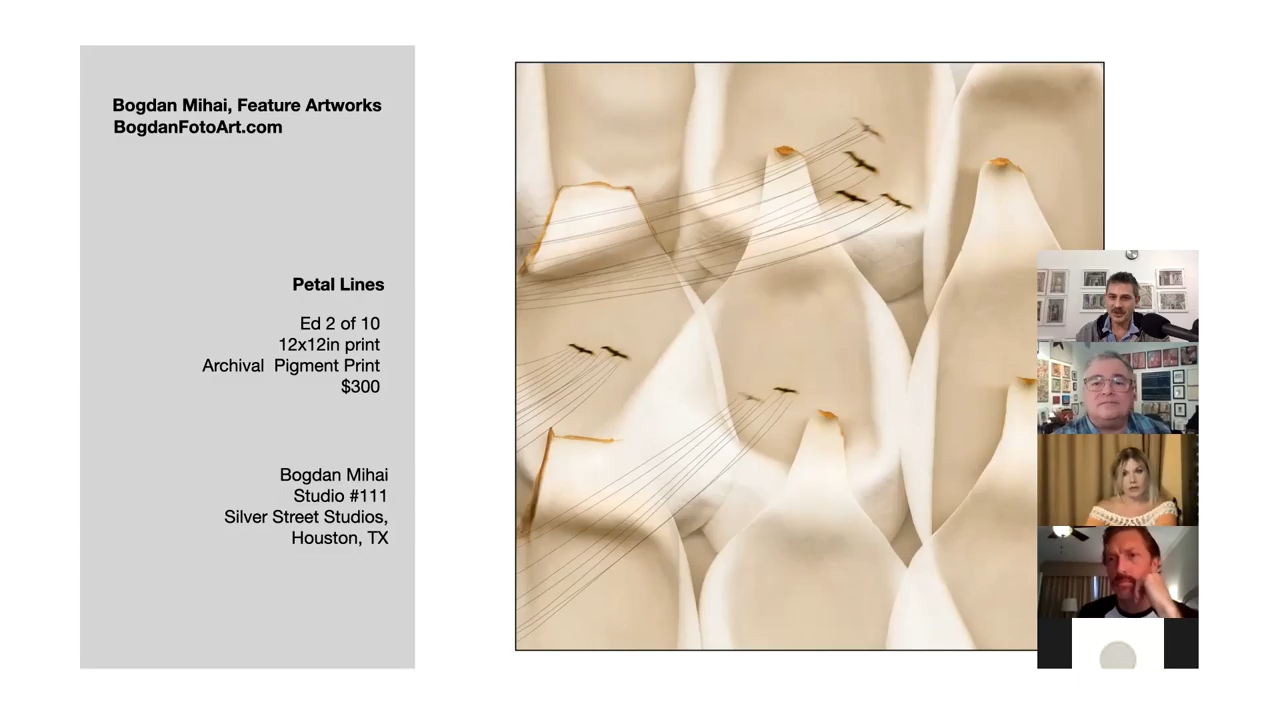 Bogdan Mihai, Feature Artworks
BogdanFotoArt.com
Petal Lines
Ed 2 of 10
12x12in print
Archival Pigment Print
$300
Bogdan Mihai
Studio #111
Silver Street Studios,
Houston, TX